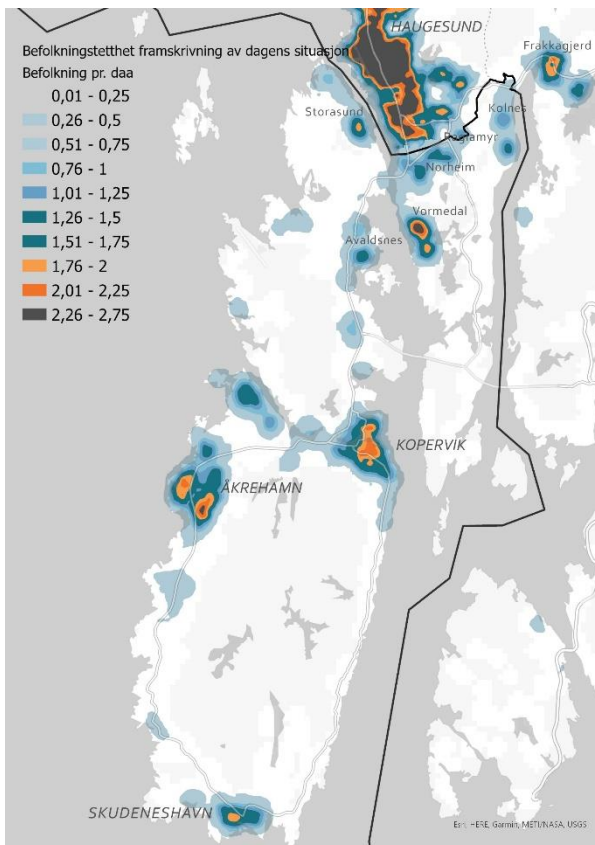 HAUGESUND
Befolkningstetthet framskrivning av dagens situasjon
Befolkning pr. daa
0,01 - 0,25
0,26 - 0,5
0,51 - 0,75
0,76 - 1
1,01 - 1,25
1,26 - 1,5
1,51 - 1,75
1,76 - 2
2,01 - 2,25
2,26 - 2,75
Frakkagjerd
Storasund
Kolnes
Raglamyr
Norheim
Vormedal
Avaldsnes
KOPERVIK
ÅKREHAMN
SKUDENESHAVN
Esri, HERE, Garmin, METI/NASA, USGS